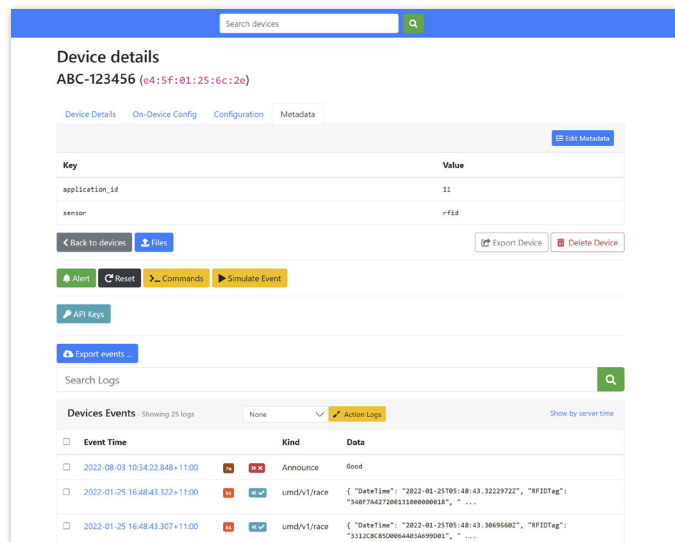 Search devices
Device details
ABC-123456 (e4:5f:01:25:6c:2e)
Device Details On-Device Config Configuration Metadata
Edit Metadata
Key Value
application_id 11
sensor rfid
Back to devices Files Export Device Delete Device
Alert Reset Commands Simulate Event
API Keys
Export events ...
Search Logs
Devices Events - Showing 25 logs None Action Logs Show by server time
Event Time Kind Data
2022-08-03 10:34:22.848+11:00 Announce Good
2022-01-25 16:48:43.322+11:00 umd/v1/race { "DateTime": "2022-01-25T05:48:43.3222972Z", "RFIDTag":
"340F7A427200131000000018", " ...
2022-01-25 16:48:43.307+11:00 umd/v1/race { "DateTime": "2022-01-25T05:48:43.3069660Z", "RFIDTag":
"3312C8C85D0064403A699D01", " ...